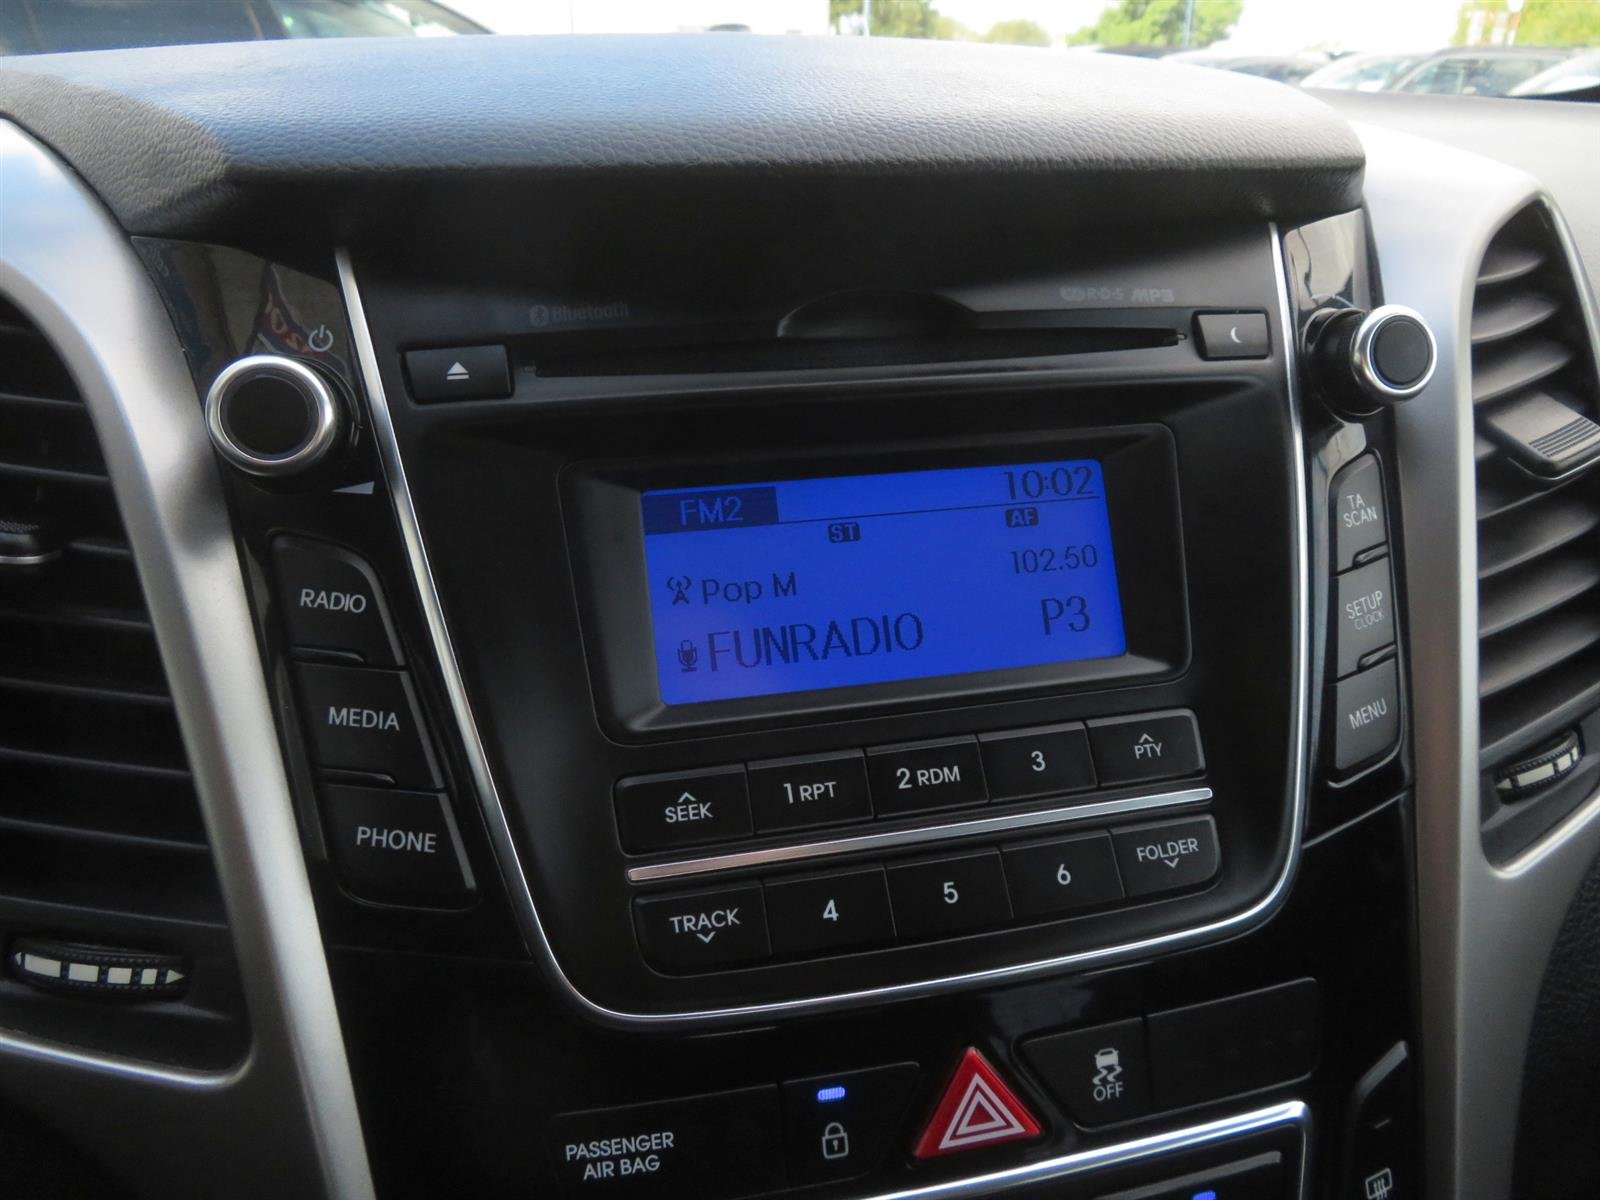 Bluetooth
R·D·S MP3
FM2
10:02
ST
AF
Pop M
102.50
FUNRADIO
P3
RADIO
MEDIA
PHONE
TA
SCAN
SETUP
CLOCK
MENU
SEEK
1 RPT
2 RDM
3
PTY
TRACK
4
5
6
FOLDER
OFF
PASSENGER
AIR BAG